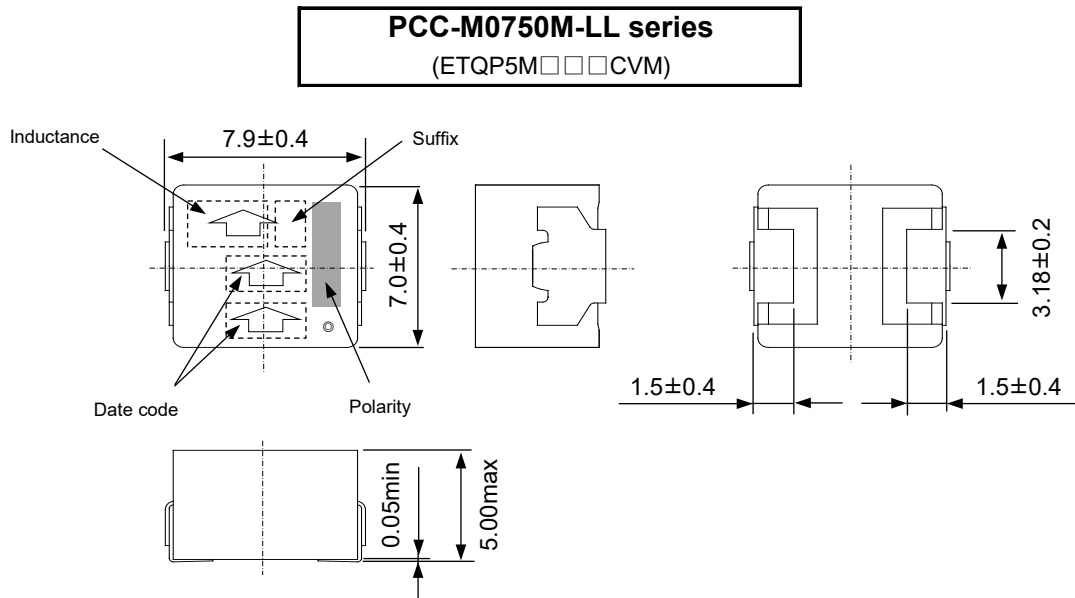 PCC-M0750M-LL series
(ETQP5M□□□CVM)
Inductance
7.9±0.4
Suffix
7.0±0.4
3.18±0.2
1.5±0.4
1.5±0.4
Date code
Polarity
0.05min
5.00max